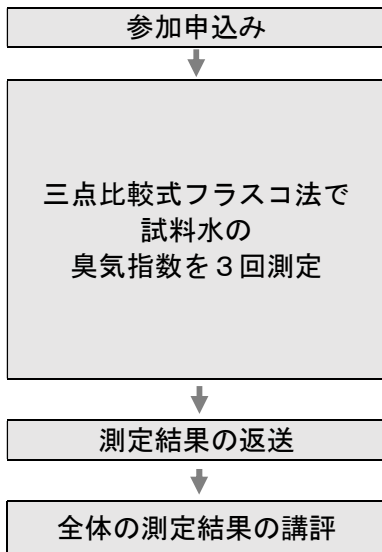 参加申込み
三点比較式フラスコ法で
試料水の
臭気指数を３回測定
測定結果の返送
全体の測定結果の講評